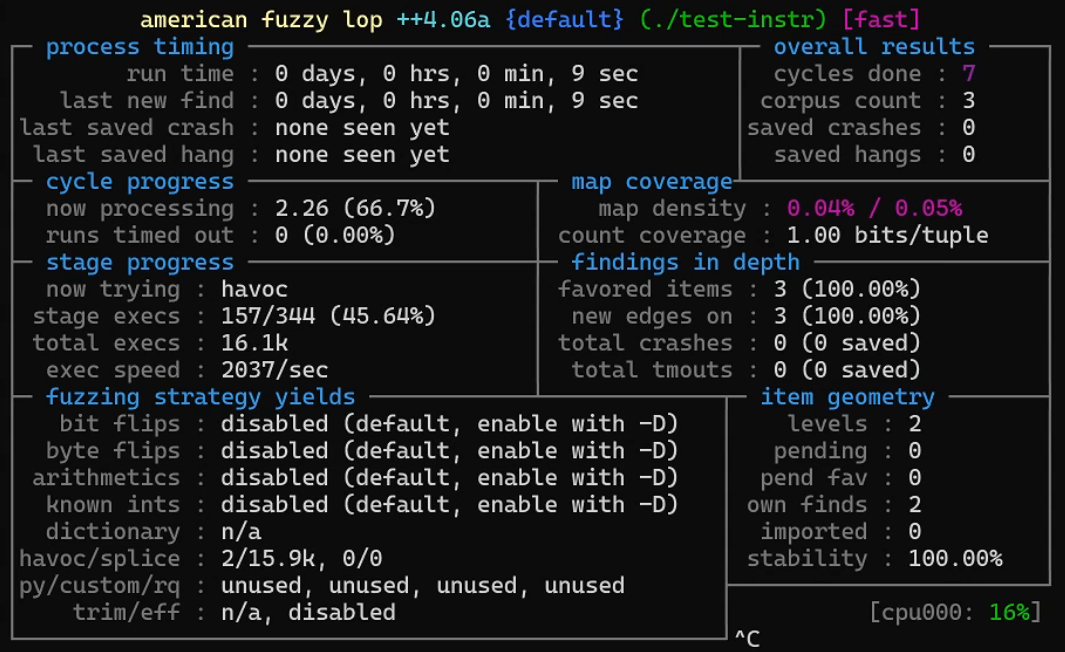 american fuzzy lop ++4.06a {default} (./test-instr) [fast]
process timing overall results
run time : 0 days, 0 hrs, 0 min, 9 sec cycles done : 7
last new find : 0 days, 0 hrs, 0 min, 9 sec corpus count : 3
last saved crash : none seen yet saved crashes : 0
last saved hang : none seen yet saved hangs : 0
cycle progress map coverage
now processing : 2.26 (66.7%) map density : 0.04% / 0.05%
runs timed out : 0 (0.00%) count coverage : 1.00 bits/tuple
stage progress findings in depth
now trying : havoc favored items : 3 (100.00%)
stage execs : 157/344 (45.64%) new edges on : 3 (100.00%)
total execs : 16.1k total crashes : 0 (0 saved)
exec speed : 2037/sec total tmouts : 0 (0 saved)
fuzzing strategy yields item geometry
bit flips : disabled (default, enable with -D) levels : 2
byte flips : disabled (default, enable with -D) pending : 0
arithmetics : disabled (default, enable with -D) pend fav : 0
known ints : disabled (default, enable with -D) own finds : 2
dictionary : n/a imported : 0
havoc/splice : 2/15.9k, 0/0 stability : 100.00%
py/custom/rq : unused, unused, unused, unused
trim/eff : n/a, disabled [cpu000: 16%]
^C